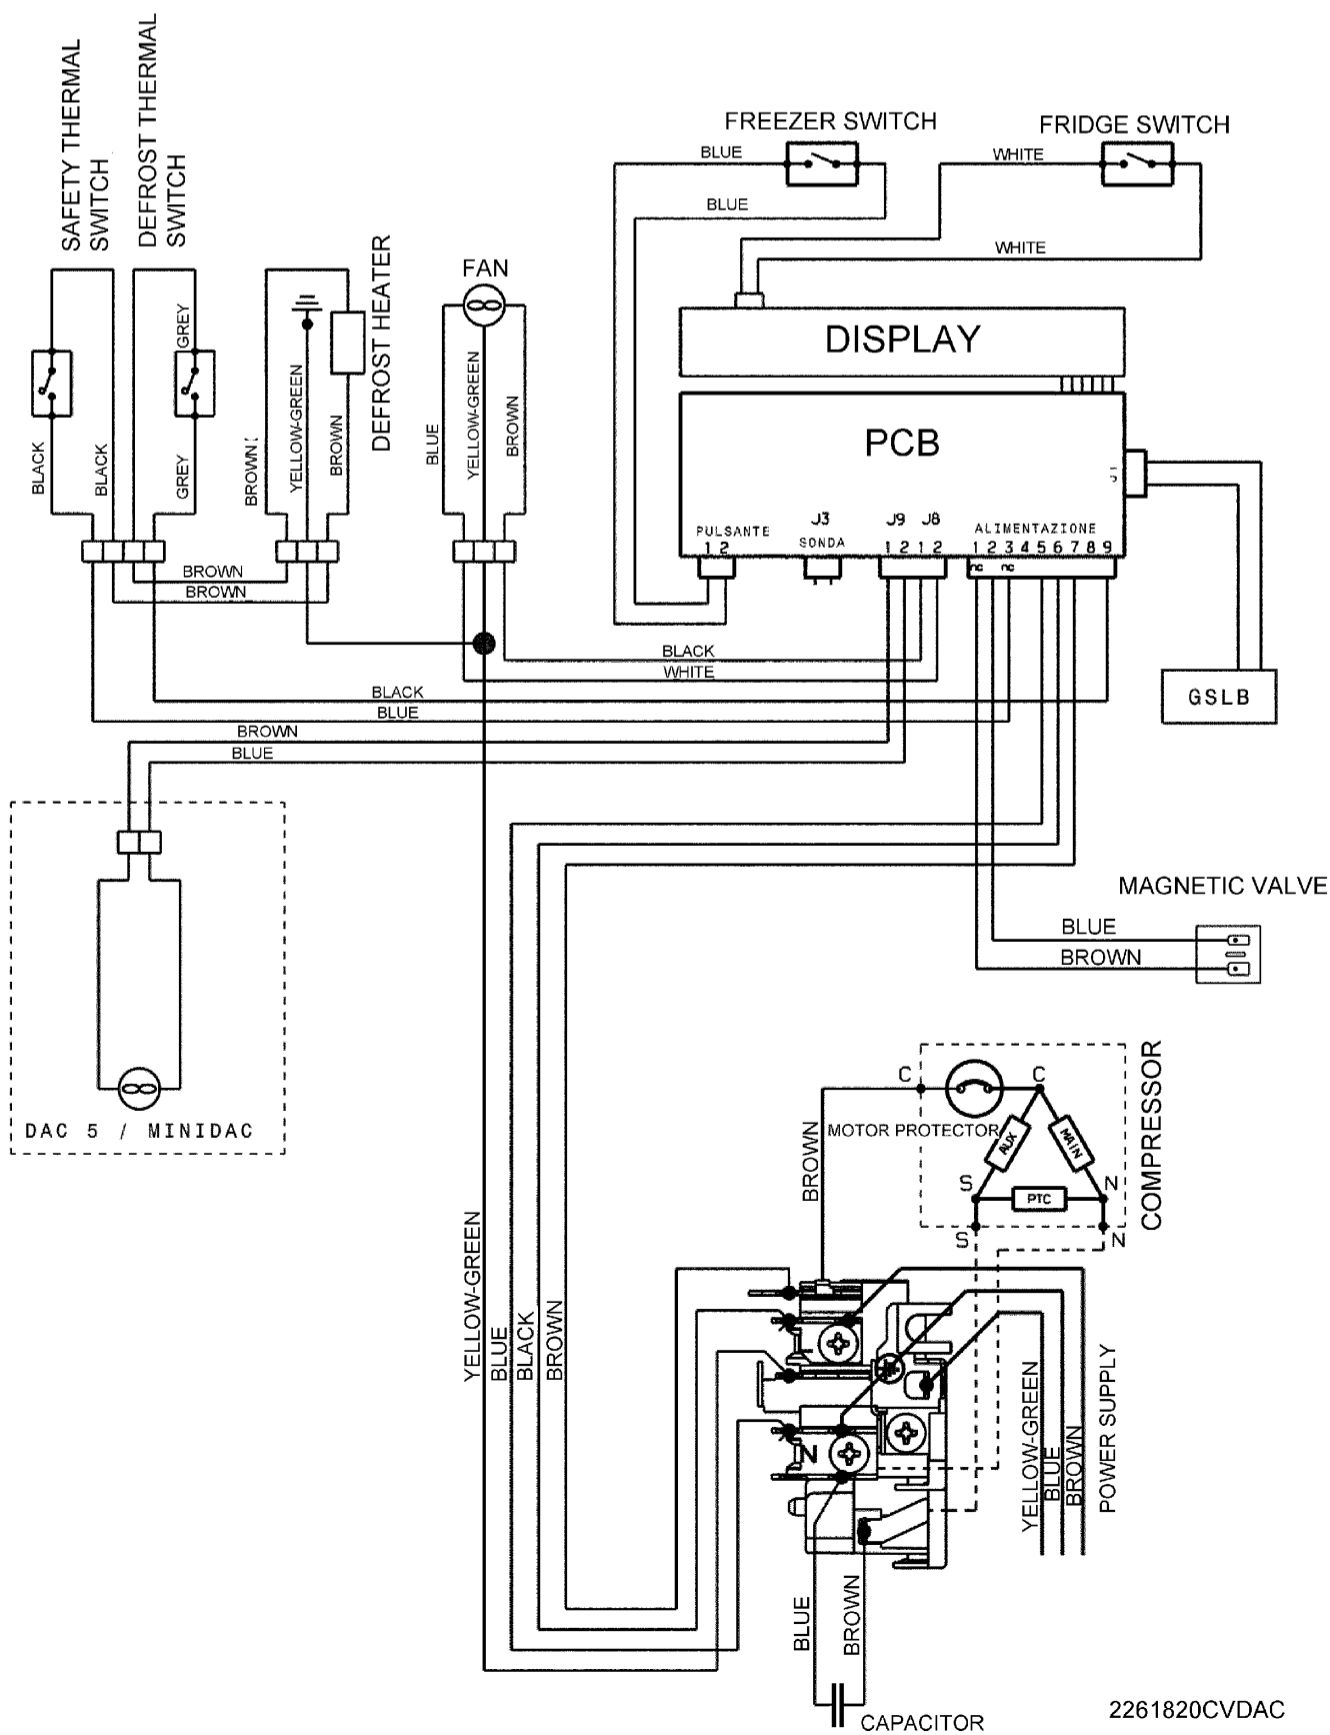 SAFETY THERMAL
SWITCH
DEFROST THERMAL
SWITCH
FREEZER SWITCH
FRIDGE SWITCH
BLUE
WHITE
BLUE
WHITE
FAN
DEFROST HEATER
DISPLAY
PCB
GREY
YELLOW-GREEN
YELLOW-GREEN
BLACK
BLACK
GREY
BROWN
BROWN
BLUE
BROWN
PULSANTE
1 2
J3
SONDA
J9
1 2
J8
1 2
ALIMENTAZIONE
1 2 3 4 5 6 7 8 9
nc
nc
BROWN
BROWN
BLACK
WHITE
BLACK
BLUE
BROWN
BLUE
GSLB
DAC 5 / MINIDAC
MAGNETIC VALVE
BLUE
BROWN
C
C
MOTOR PROTECTOR
AUX
MAIN
PTC
S
N
S
N
COMPRESSOR
BROWN
YELLOW-GREEN
BLUE
BLACK
BROWN
N
YELLOW-GREEN
BLUE
BROWN
POWER SUPPLY
BLUE
BROWN
CAPACITOR
2261820CVDAC